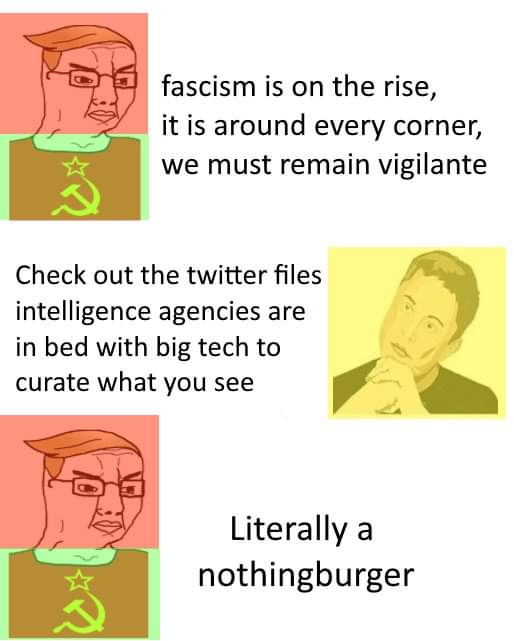 fascism is on the rise,
it is around every corner,
we must remain vigilante
Check out the twitter files
intelligence agencies are
in bed with big tech to
curate what you see
Literally a
nothingburger